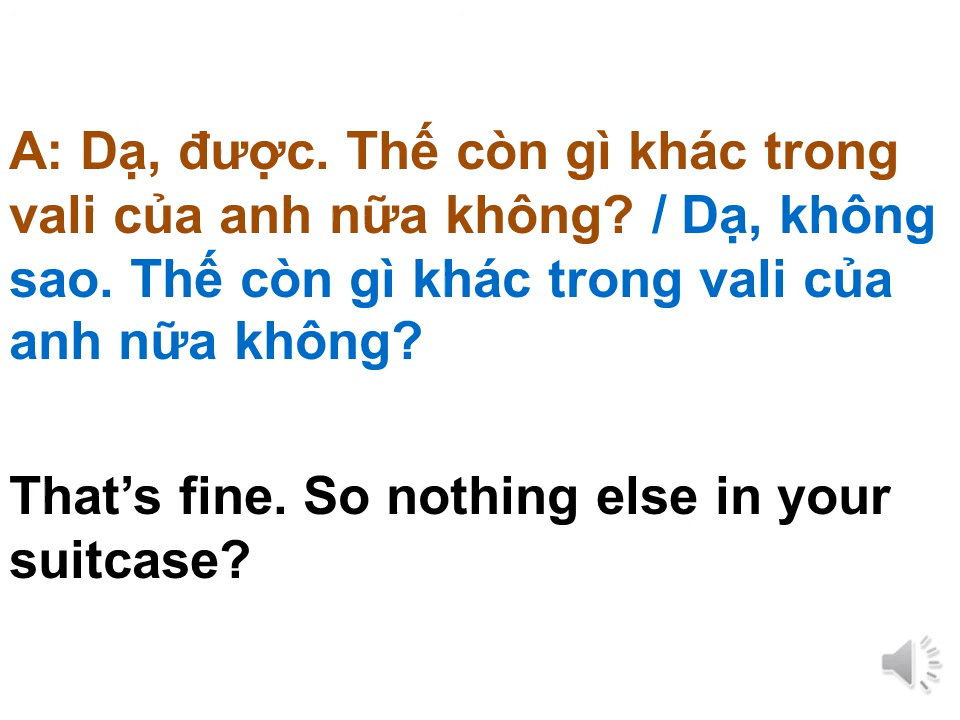 A: Dạ, được. Thế còn gì khác trong
vali của anh nữa không? / Dạ, không
sao. Thế còn gì khác trong vali của
anh nữa không?
That’s fine. So nothing else in your
suitcase?